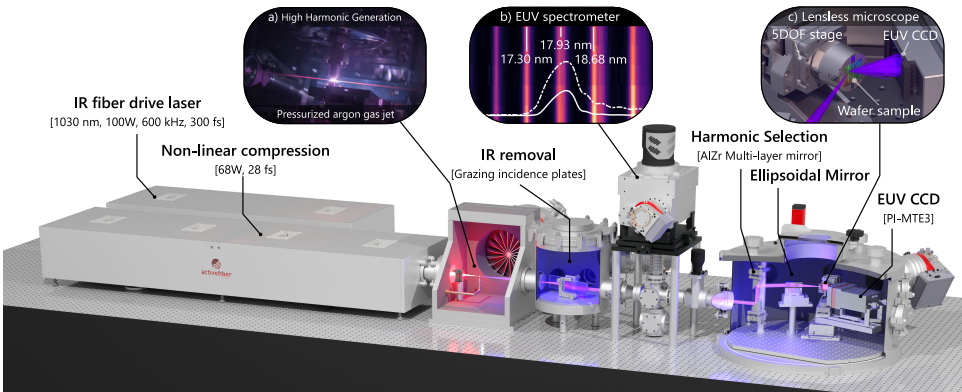 a) High Harmonic Generation
Pressurized argon gas jet
b) EUV spectrometer
17.93 nm
17.30 nm
18.68 nm
c) Lensless microscope
5DOF stage
EUV CCD
Wafer sample
IR fiber drive laser
[1030 nm, 100W, 600 kHz, 300 fs]
Non-linear compression
[68W, 28 fs]
IR removal
[Grazing incidence plates]
Harmonic Selection
[AlZr Multi-layer mirror]
Ellipsoidal Mirror
EUV CCD
[PI-MTE3]
activefiber